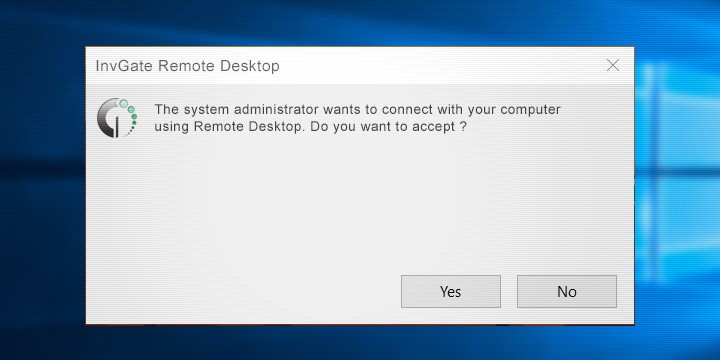 InvGate Remote Desktop
The system administrator wants to connect with your computer
using Remote Desktop. Do you want to accept ?
Yes
No